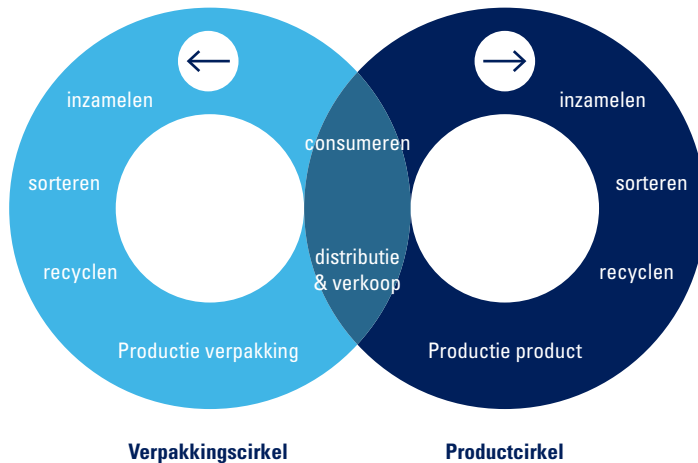 inzamelen
sorteren
recyclen
Productie verpakking
consumeren
distributie
& verkoop
inzamelen
sorteren
recyclen
Productie product
Verpakkingscirkel
Productcirkel